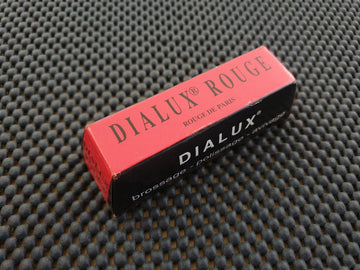 DIALUX® ROUGE
ROUGE DE PARIS
DIALUX®
brossage - polissage - avivage